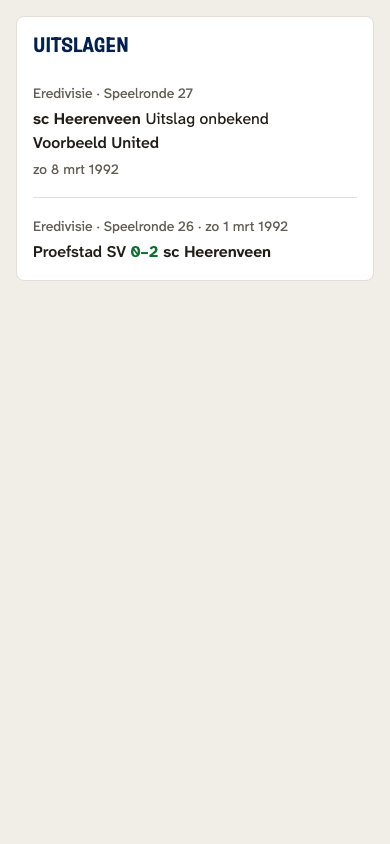 UITSLAGEN
Eredivisie · Speelronde 27
sc Heerenveen Uitslag onbekend
Voorbeeld United
zo 8 mrt 1992
Eredivisie · Speelronde 26 · zo 1 mrt 1992
Proefstad SV 0–2 sc Heerenveen